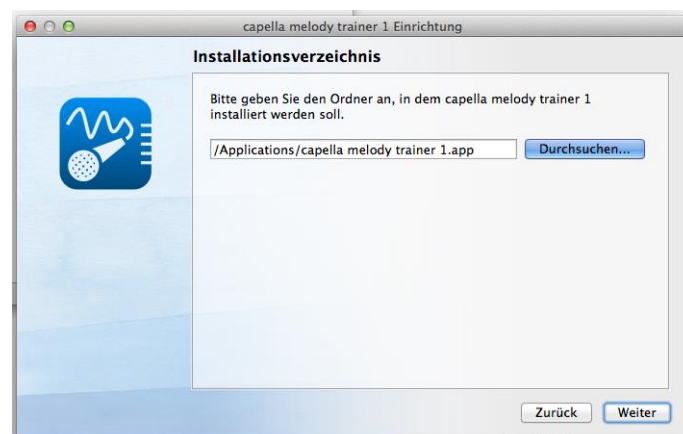 capella melody trainer 1 Einrichtung
Installationsverzeichnis
Bitte geben Sie den Ordner an, in dem capella melody trainer 1
installiert werden soll.
/Applications/capella melody trainer 1.app
Durchsuchen...
Zurück
Weiter